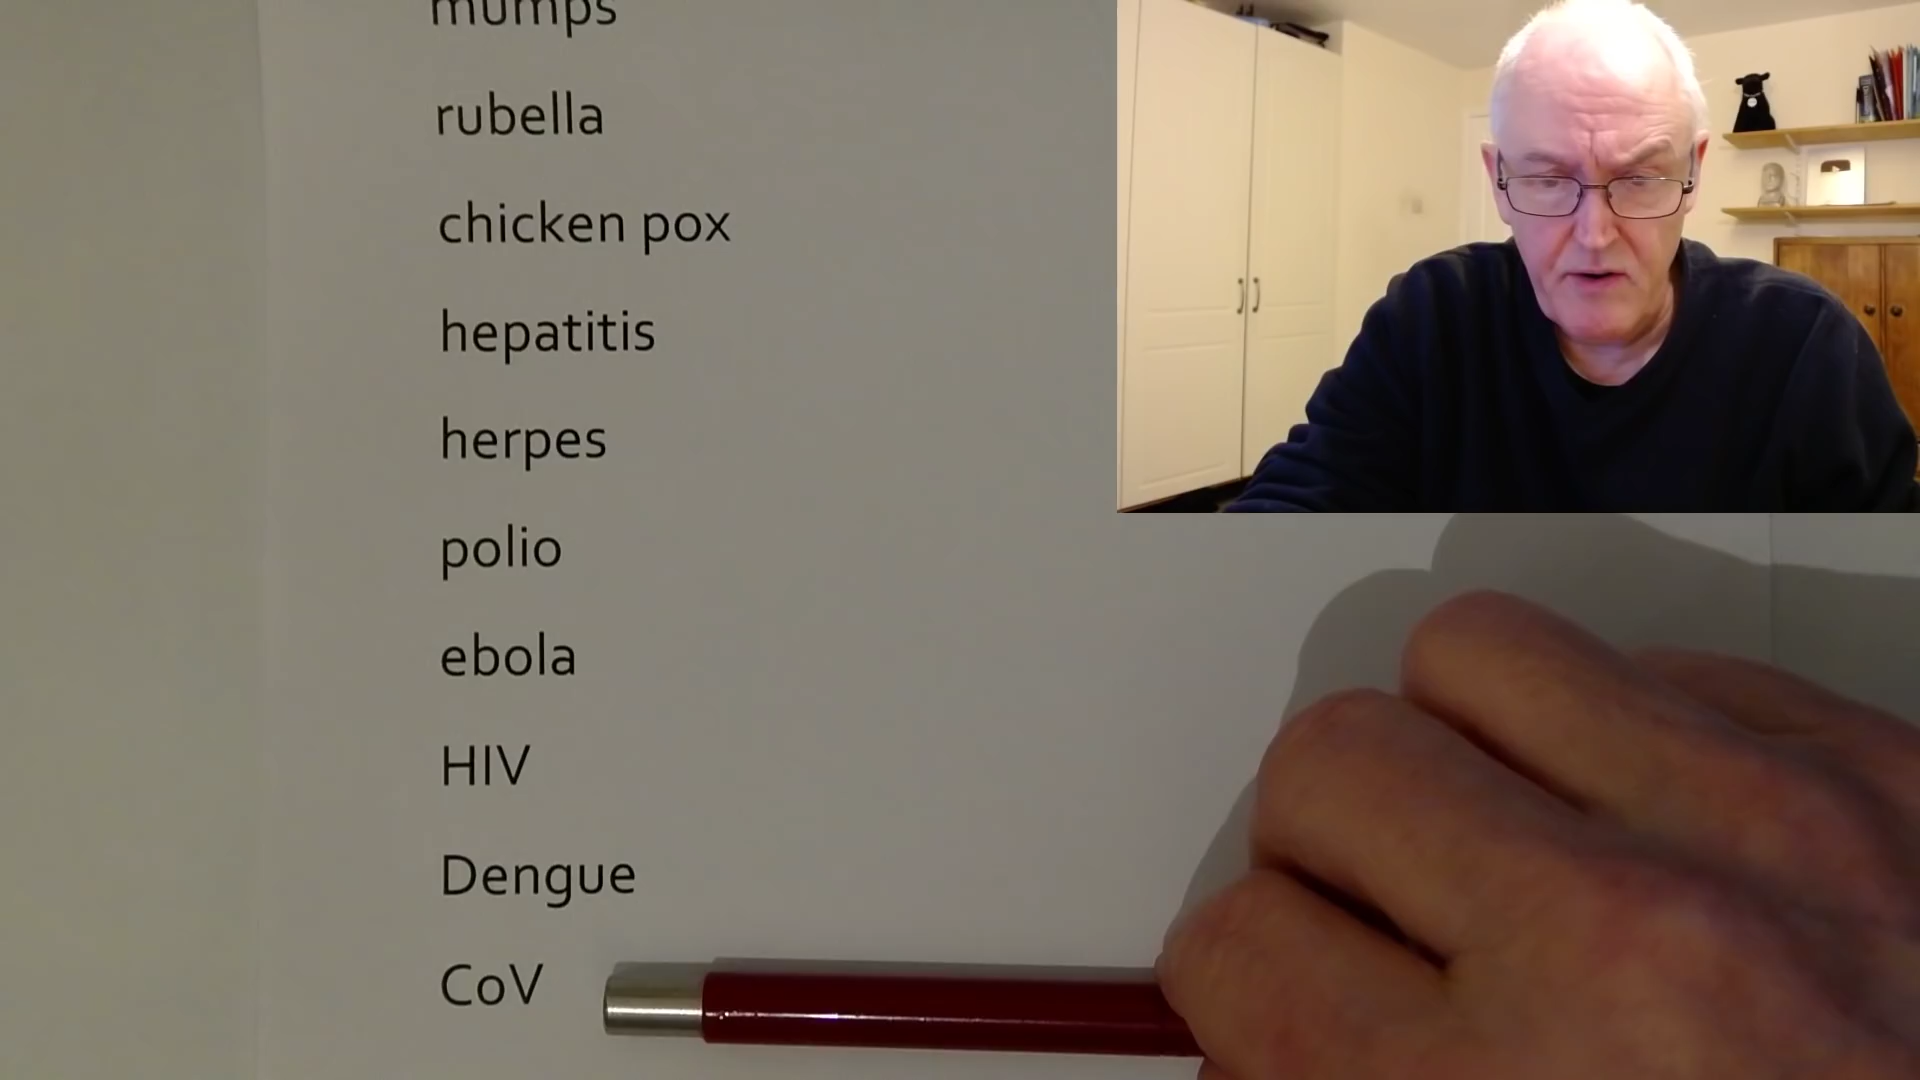 mumps
rubella
chicken pox
hepatitis
herpes
polio
ebola
HIV
Dengue
CoV